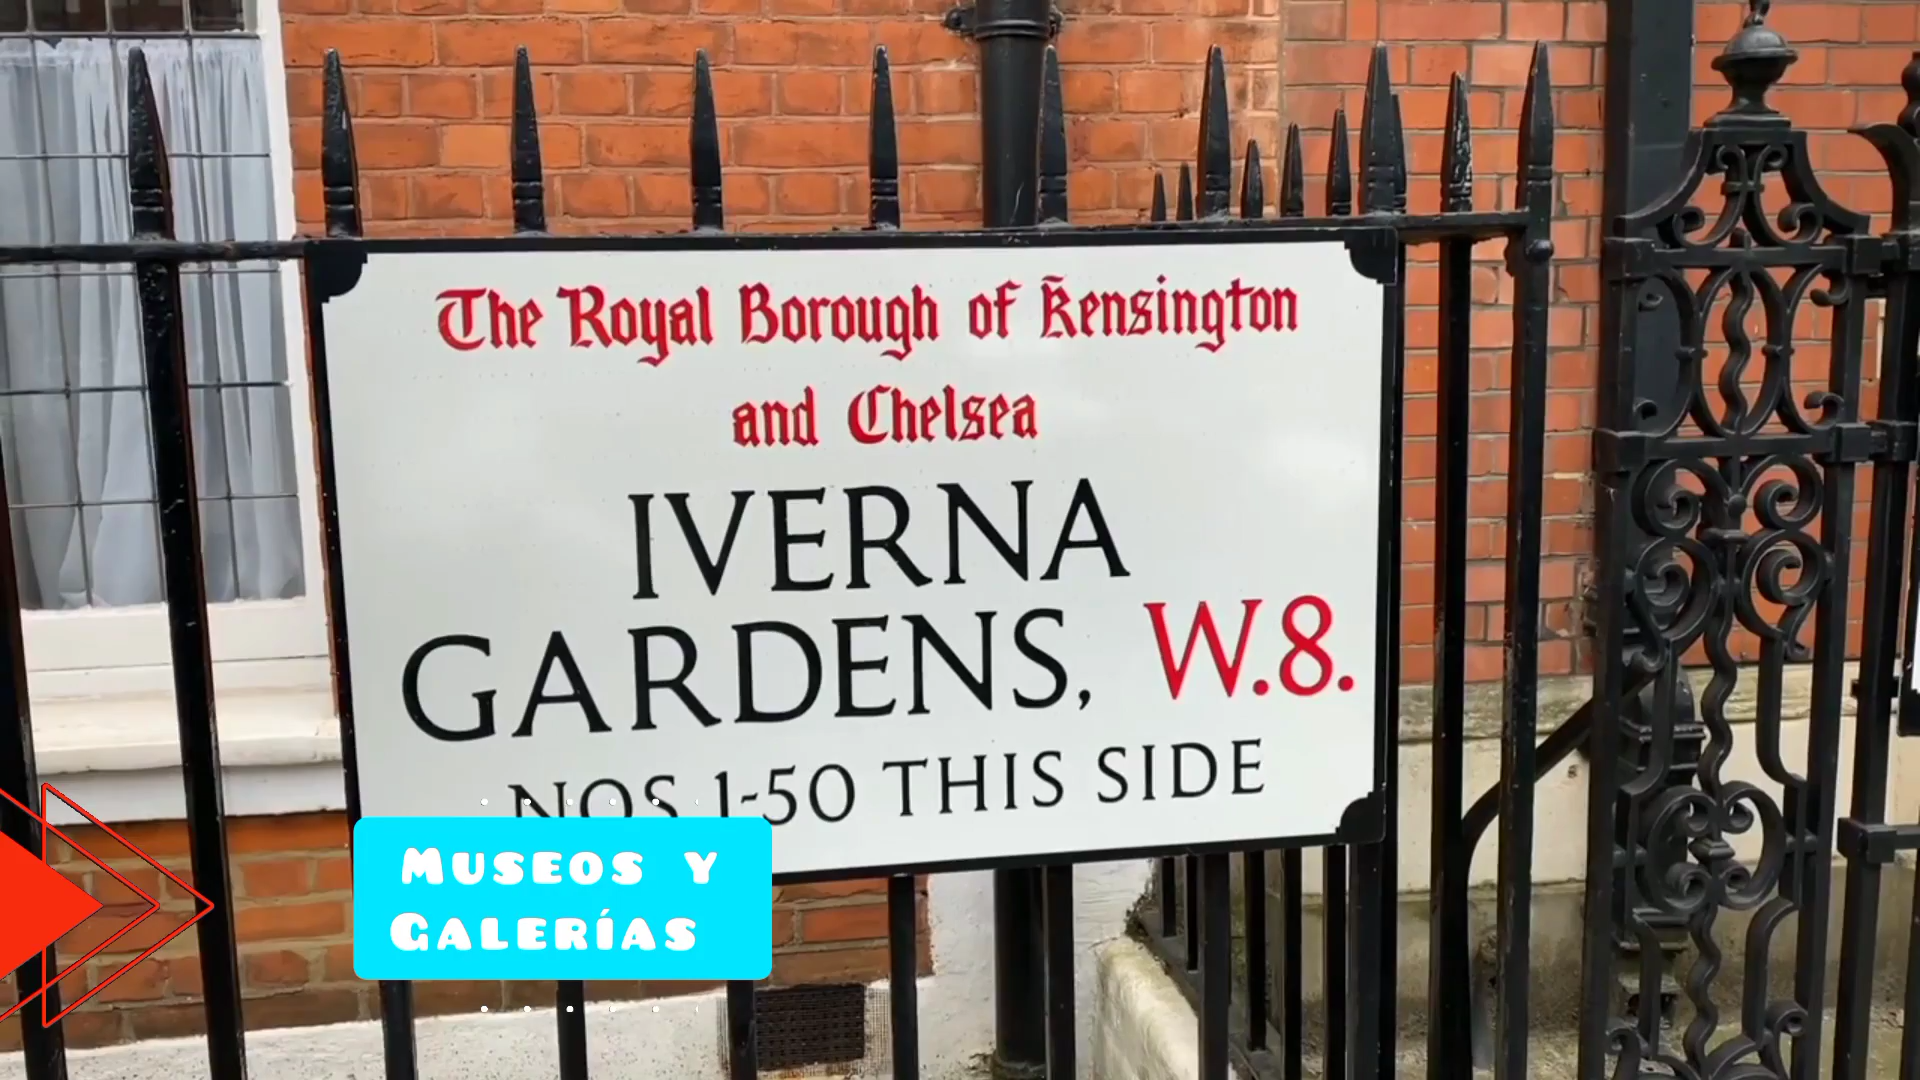 The Royal Borough of Kensington
and Chelsea
IVERNA
GARDENS, W.8.
NOS 1-50 THIS SIDE
Museos y
Galerías